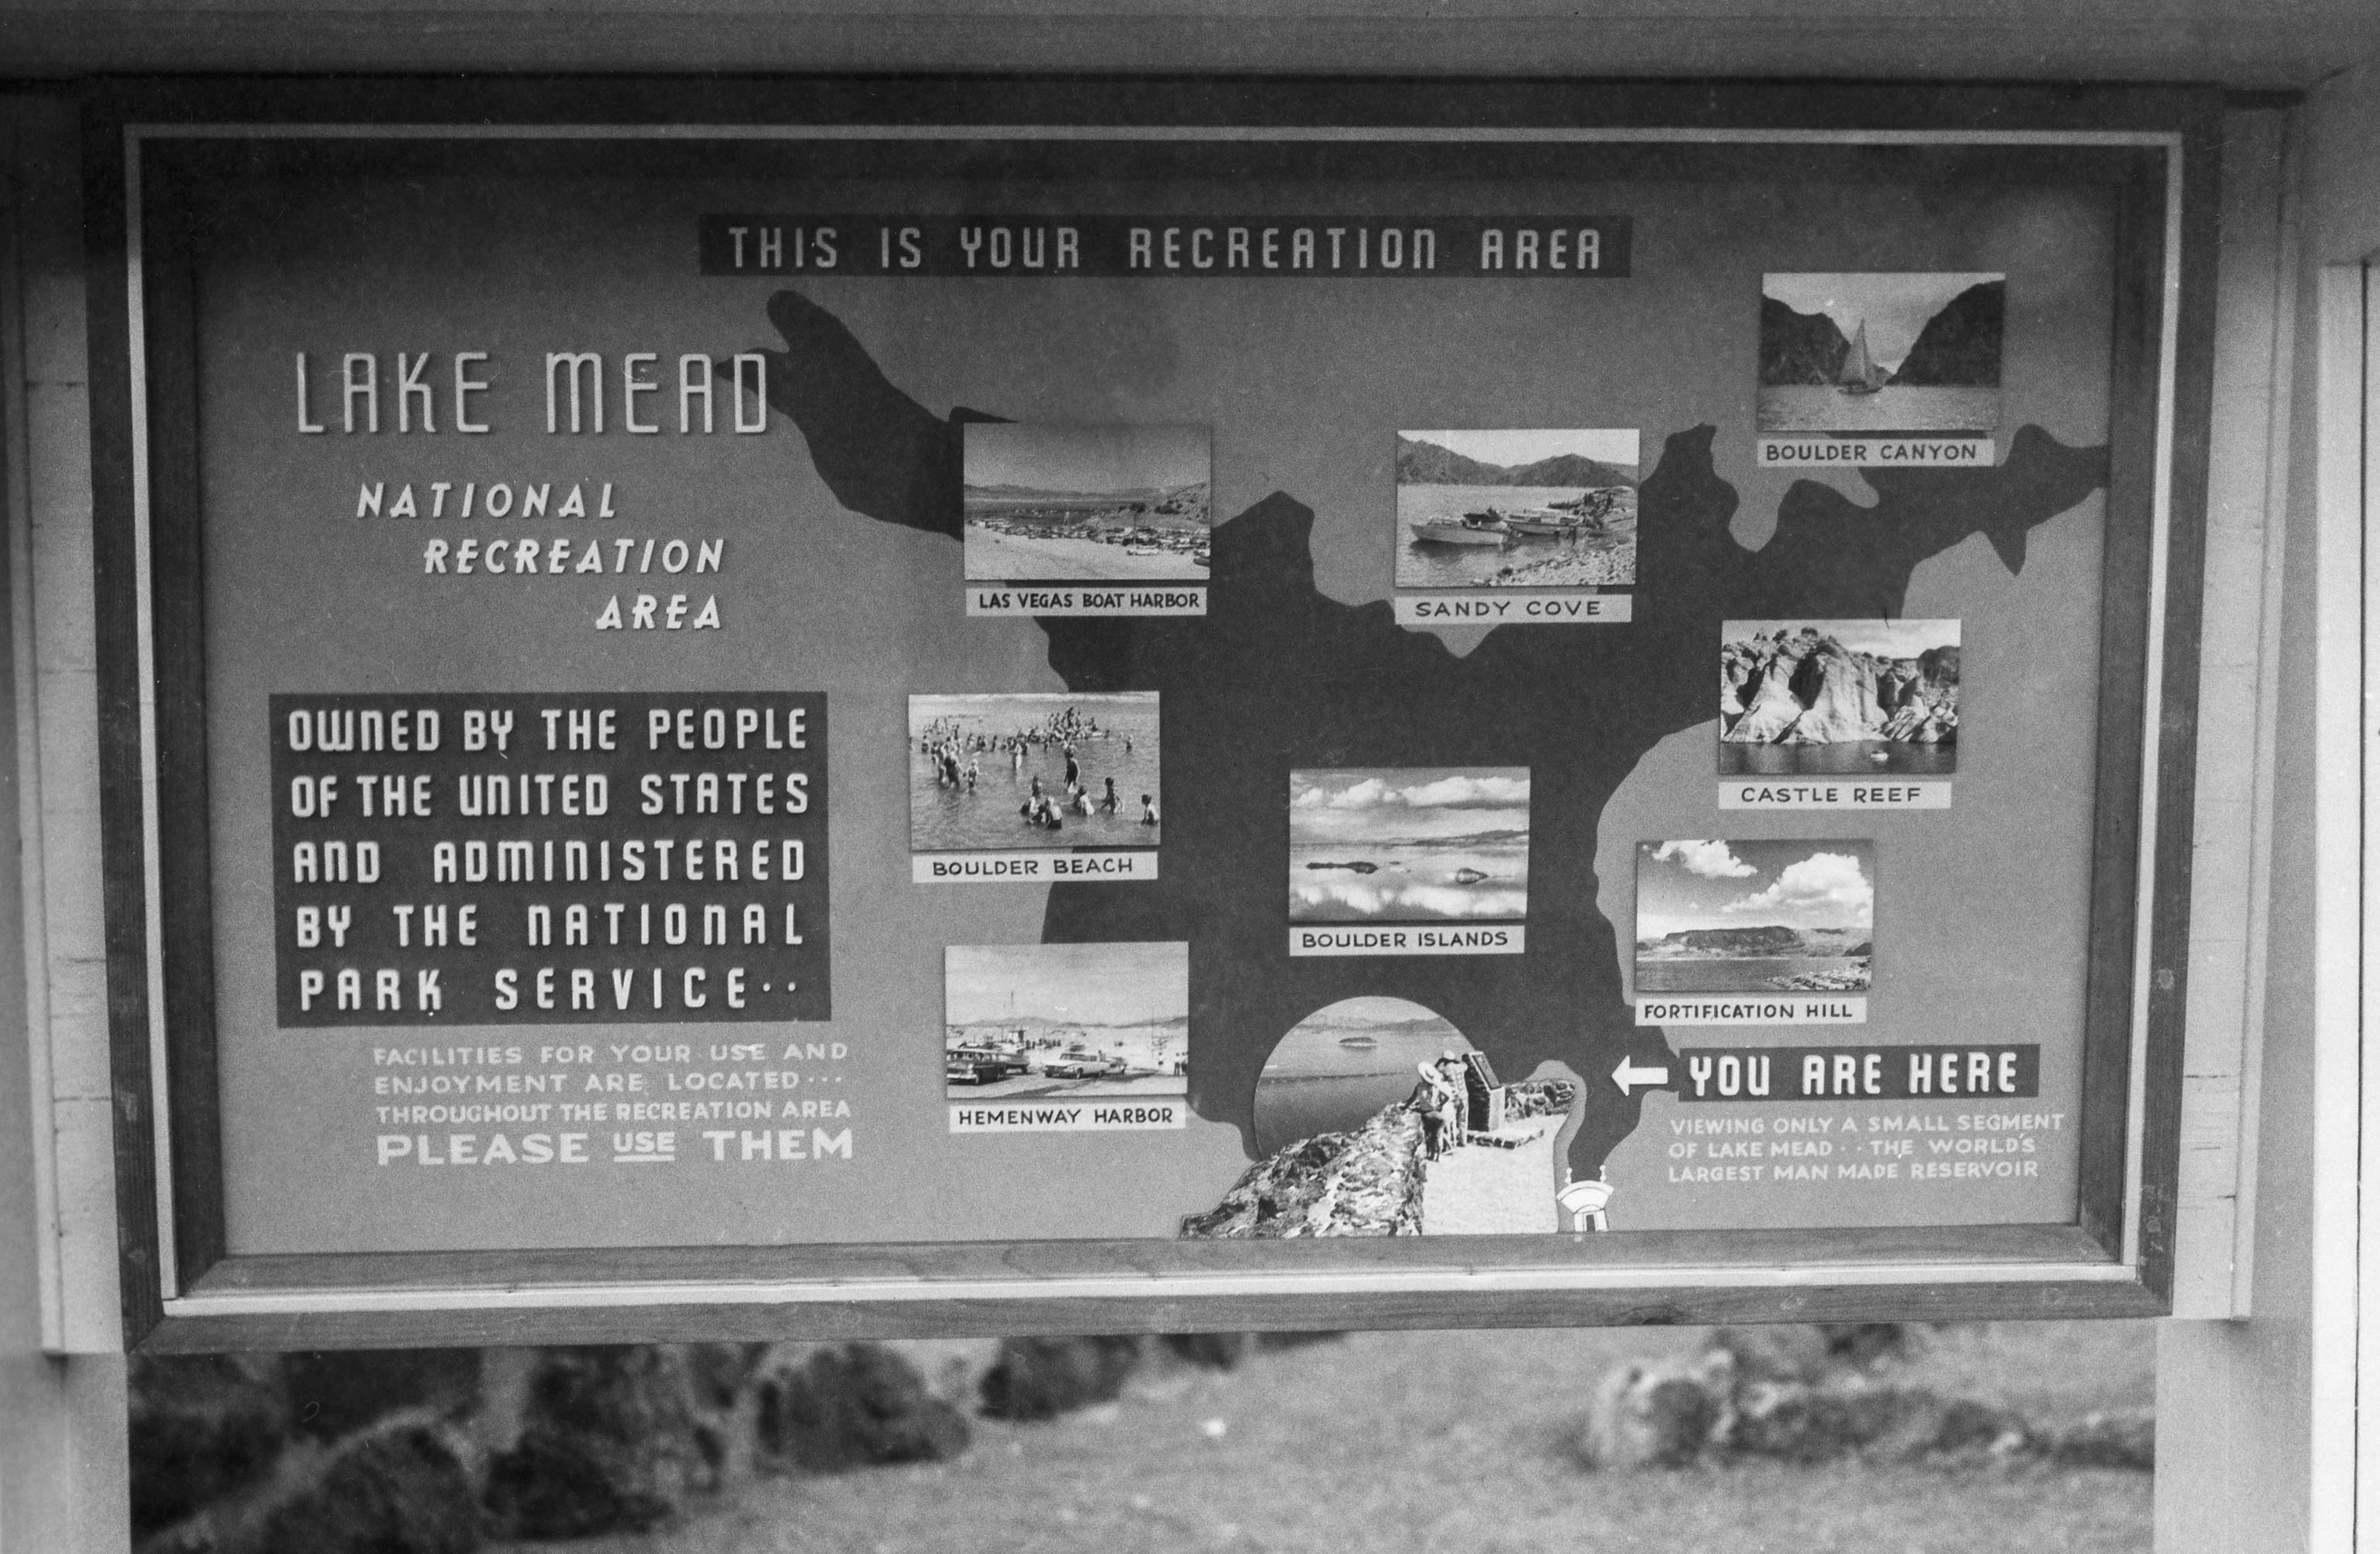 THIS IS YOUR RECREATION AREA
LAKE MEAD
NATIONAL
RECREATION
AREA
OWNED BY THE PEOPLE
OF THE UNITED STATES
AND ADMINISTERED
BY THE NATIONAL
PARK SERVICE··
FACILITIES FOR YOUR USE AND
ENJOYMENT ARE LOCATED···
THROUGHOUT THE RECREATION AREA
PLEASE USE THEM
BOULDER CANYON
LAS VEGAS BOAT HARBOR
SANDY COVE
CASTLE REEF
BOULDER BEACH
BOULDER ISLANDS
FORTIFICATION HILL
HEMENWAY HARBOR
YOU ARE HERE
VIEWING ONLY A SMALL SEGMENT
OF LAKE MEAD·· THE WORLD'S
LARGEST MAN MADE RESERVOIR